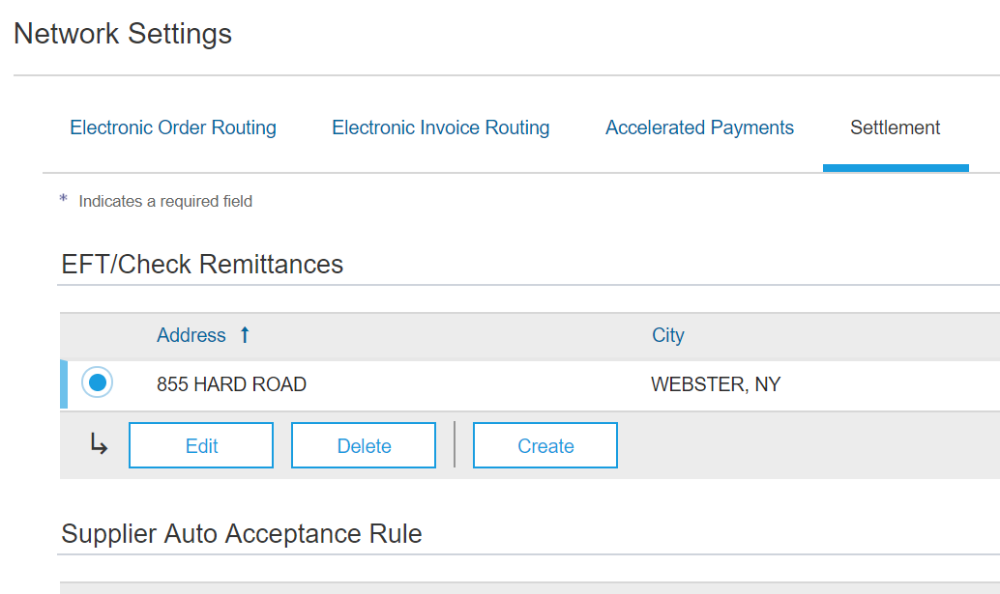 Network Settings
Electronic Order Routing Electronic Invoice Routing Accelerated Payments Settlement
* Indicates a required field
EFT/Check Remittances
Address ↑ City
855 HARD ROAD WEBSTER, NY
Edit Delete Create
Supplier Auto Acceptance Rule